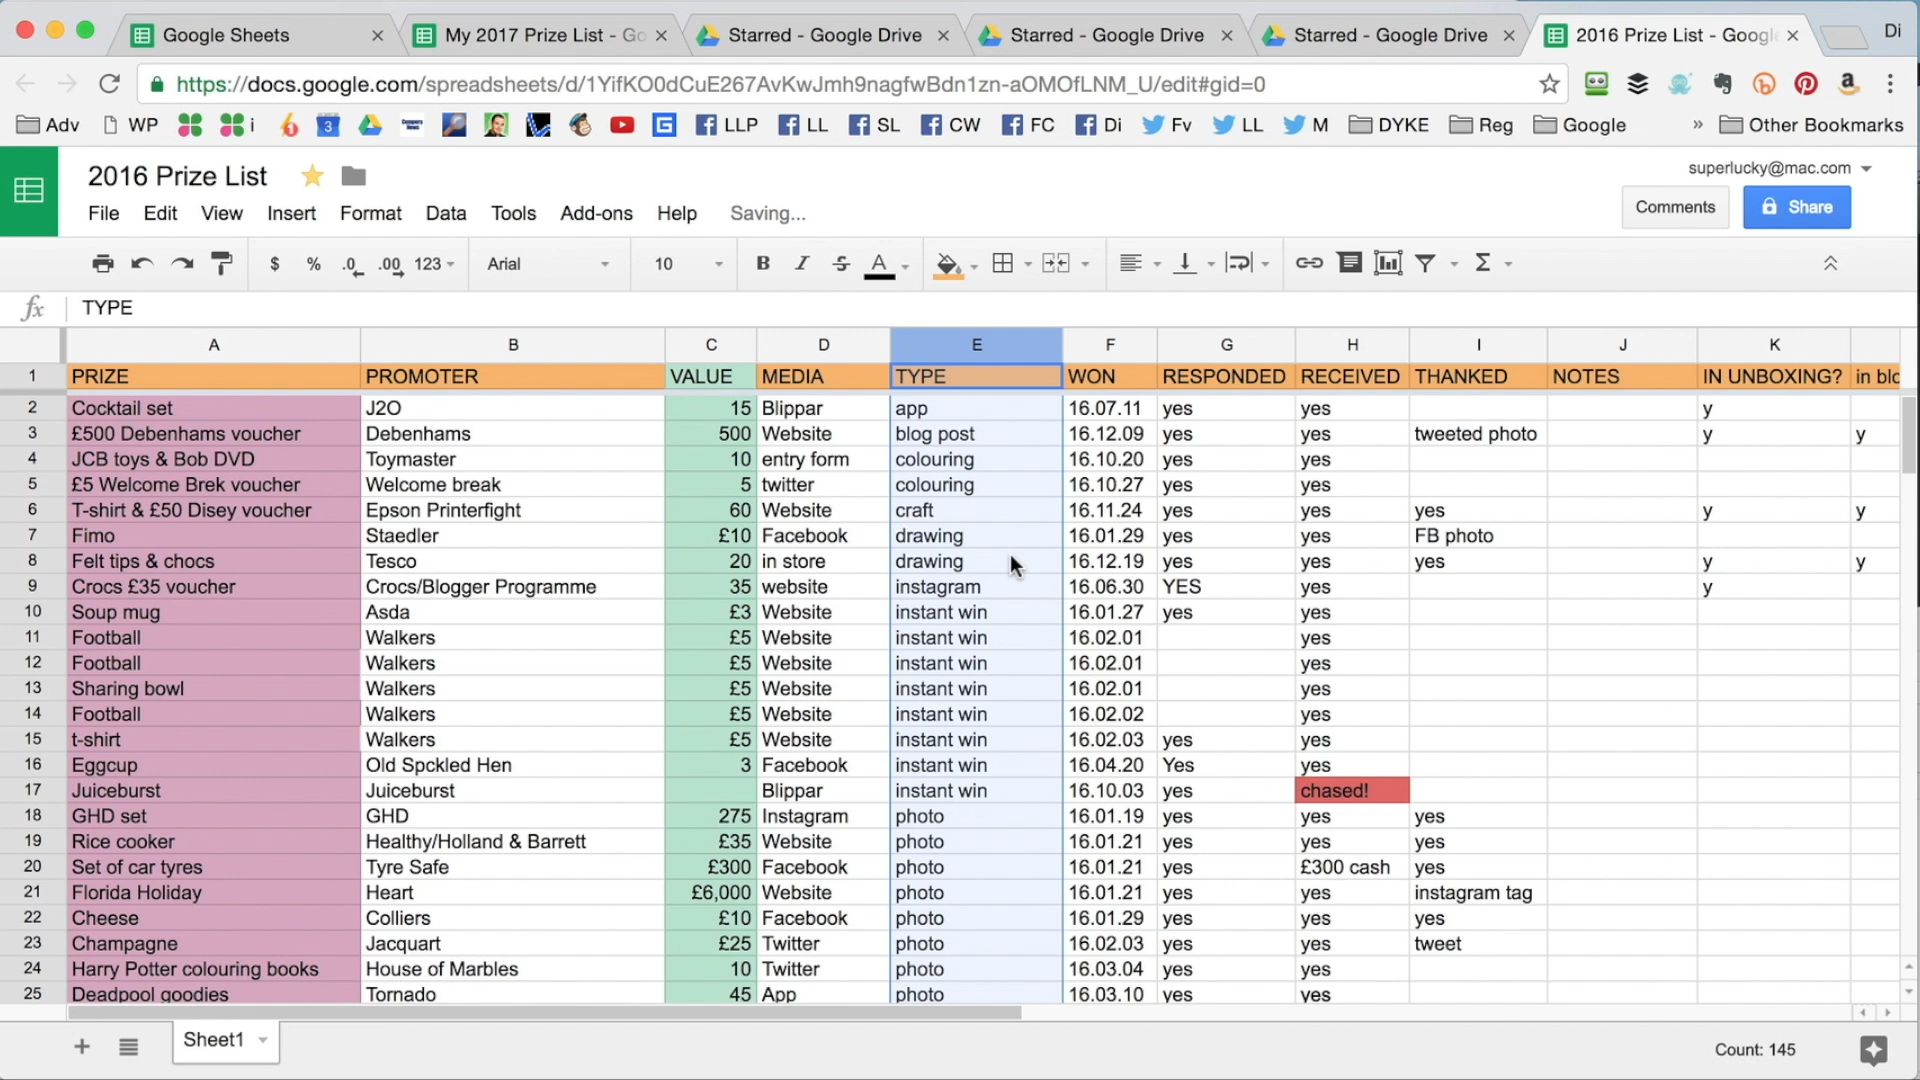 Google Sheets
My 2017 Prize List - Go
Starred - Google Drive
Starred - Google Drive
Starred - Google Drive
2016 Prize List - Google
Di
https://docs.google.com/spreadsheets/d/1YifKO0dCuE267AvKwJmh9nagfwBdn1zn-aOMOfLNM_U/edit#gid=0
Adv WP i 3 LLP LL SL CW FC Di Fv LL M DYKE Reg Google » Other Bookmarks
2016 Prize List
superlucky@mac.com
File Edit View Insert Format Data Tools Add-ons Help Saving...
Comments Share
$ % .0 .00 123 Arial 10 B I S A Σ
fx TYPE
A B C D E F G H I J K
1 PRIZE PROMOTER VALUE MEDIA TYPE WON RESPONDED RECEIVED THANKED NOTES IN UNBOXING? in blo
2 Cocktail set J2O 15 Blippar app 16.07.11 yes yes y
3 £500 Debenhams voucher Debenhams 500 Website blog post 16.12.09 yes yes tweeted photo y y
4 JCB toys & Bob DVD Toymaster 10 entry form colouring 16.10.20 yes yes
5 £5 Welcome Brek voucher Welcome break 5 twitter colouring 16.10.27 yes yes
6 T-shirt & £50 Disey voucher Epson Printerfight 60 Website craft 16.11.24 yes yes yes y y
7 Fimo Staedler £10 Facebook drawing 16.01.29 yes yes FB photo
8 Felt tips & chocs Tesco 20 in store drawing 16.12.19 yes yes yes y y
9 Crocs £35 voucher Crocs/Blogger Programme 35 website instagram 16.06.30 YES yes y
10 Soup mug Asda £3 Website instant win 16.01.27 yes yes
11 Football Walkers £5 Website instant win 16.02.01 yes
12 Football Walkers £5 Website instant win 16.02.01 yes
13 Sharing bowl Walkers £5 Website instant win 16.02.01 yes
14 Football Walkers £5 Website instant win 16.02.02 yes
15 t-shirt Walkers £5 Website instant win 16.02.03 yes yes
16 Eggcup Old Spckled Hen 3 Facebook instant win 16.04.20 Yes yes
17 Juiceburst Juiceburst Blippar instant win 16.10.03 yes chased!
18 GHD set GHD 275 Instagram photo 16.01.19 yes yes yes
19 Rice cooker Healthy/Holland & Barrett £35 Website photo 16.01.21 yes yes yes
20 Set of car tyres Tyre Safe £300 Facebook photo 16.01.21 yes £300 cash yes
21 Florida Holiday Heart £6,000 Website photo 16.01.21 yes yes instagram tag
22 Cheese Colliers £10 Facebook photo 16.01.29 yes yes yes
23 Champagne Jacquart £25 Twitter photo 16.02.03 yes yes tweet
24 Harry Potter colouring books House of Marbles 10 Twitter photo 16.03.04 yes yes
25 Deadpool goodies Tornado 45 App photo 16.03.10 yes yes
Sheet1
Count: 145